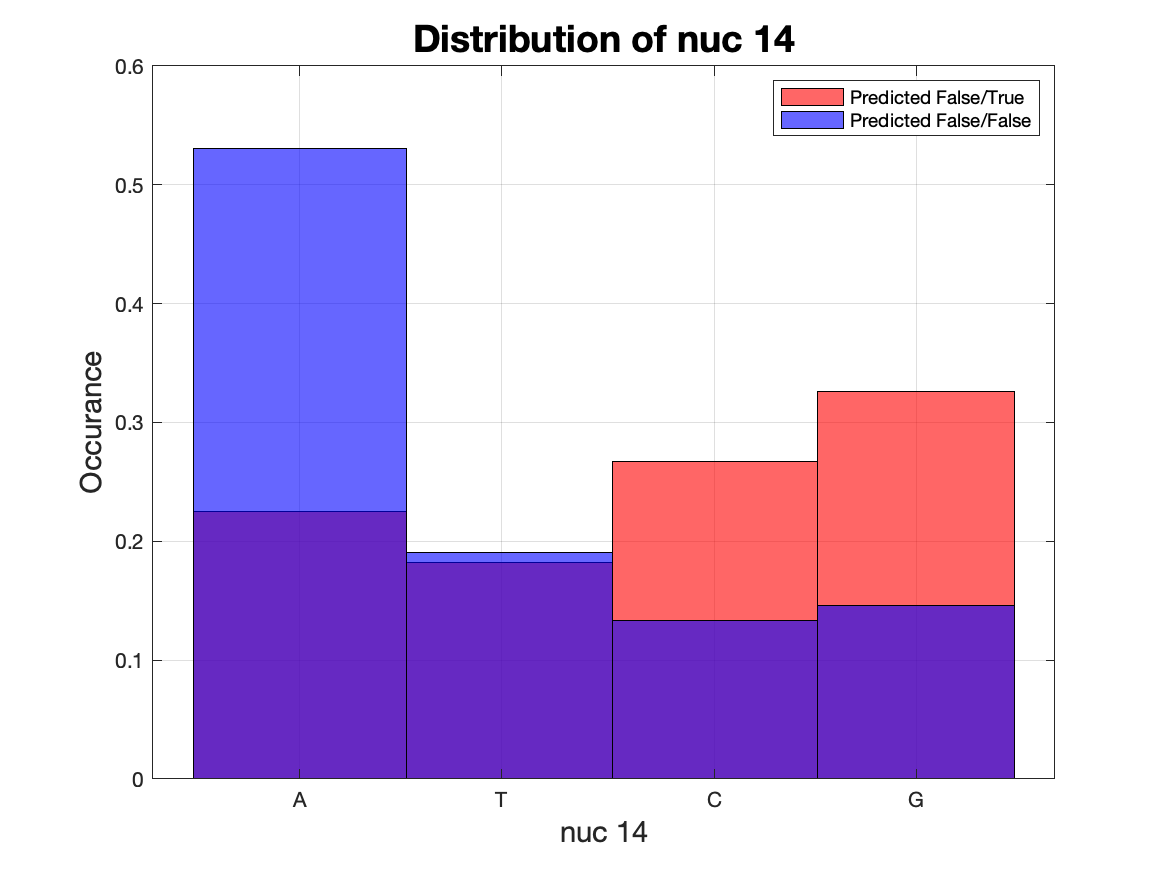 Distribution of nuc 14
0.6
0.5
0.4
0.3
0.2
0.1
0
Occurance
Predicted False/True
Predicted False/False
A T C G
nuc 14